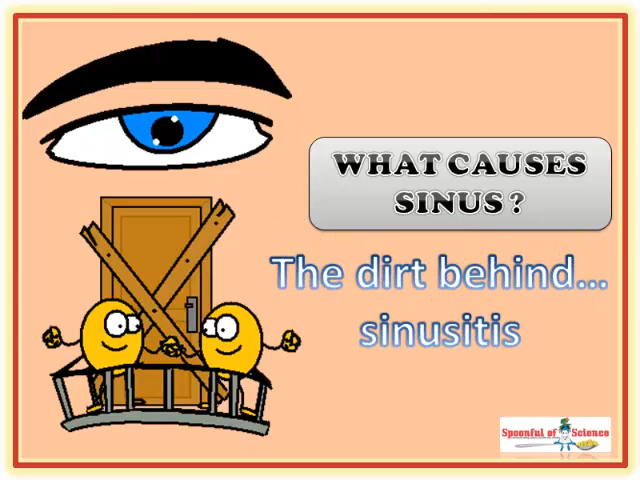 WHAT CAUSES
SINUS ?
The dirt behind...
sinusitis
Spoonful of Science